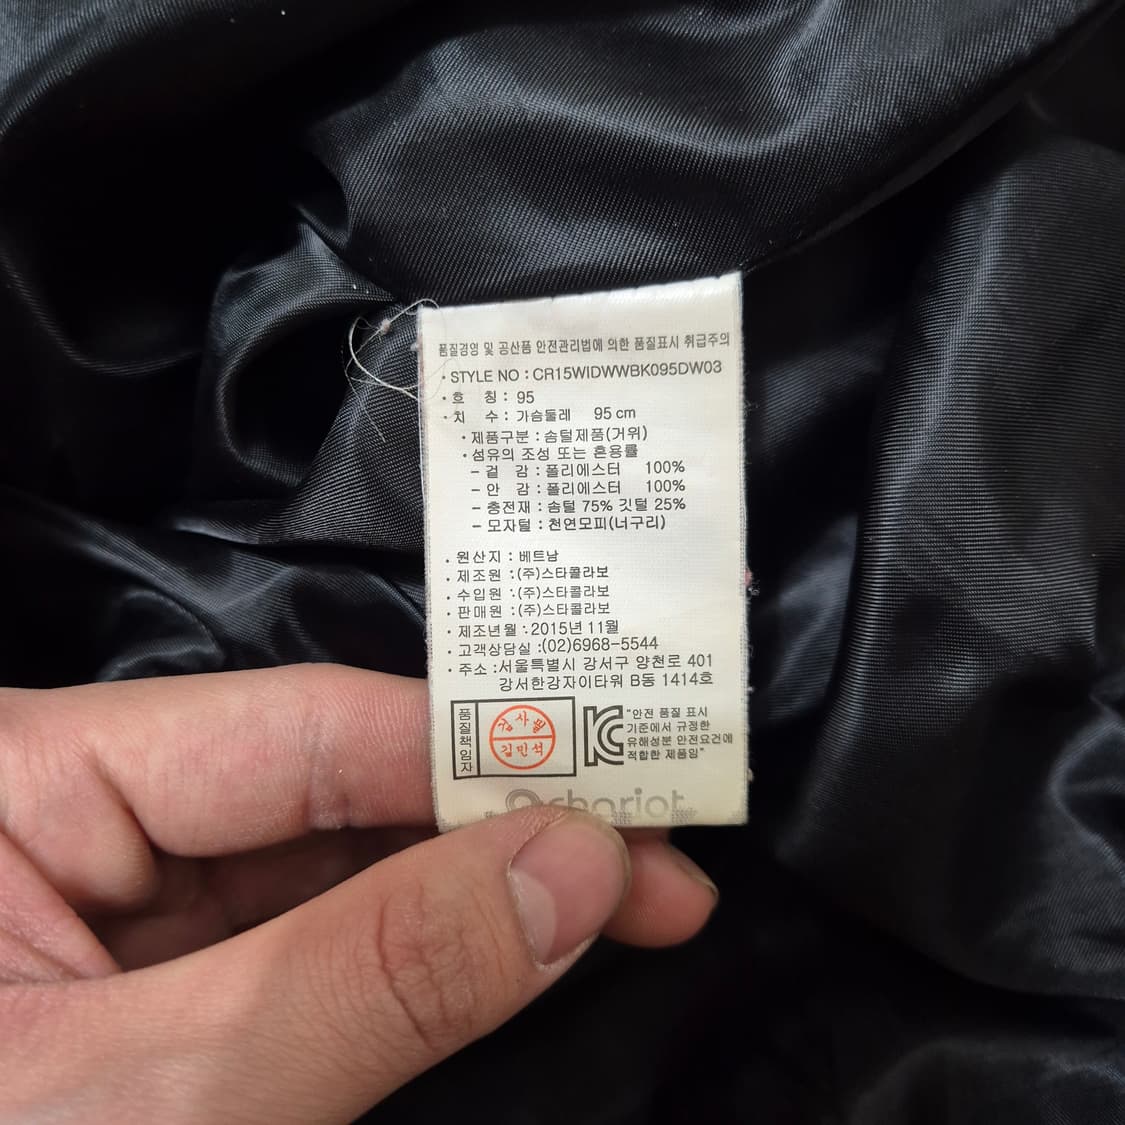 품질경영 및 공산품 안전관리법에 의한 품질표시 취급주의
· STYLE NO : CR15WIDWWBK095DW03
· 호 칭 : 95
· 치 수 : 가슴둘레 95 cm
· 제품구분 : 솜털제품(거위)
· 섬유의 조성 또는 혼용률
- 겉 감 : 폴리에스터 100%
- 안 감 : 폴리에스터 100%
- 충전재 : 솜털 75% 깃털 25%
- 모자털 : 천연모피(너구리)
· 원산지 : 베트남
· 제조원 :(주)스타콜라보
· 수입원 :(주)스타콜라보
· 판매원 :(주)스타콜라보
· 제조년월 : 2015년 11월
· 고객상담실 :(02)6968-5544
· 주소 :서울특별시 강서구 양천로 401
강서한강자이타워 B동 1414호
품질책임자
검사필
김민석
KC
"안전 품질 표시
기준에서 규정한
유해성분 안전요건에
적합한 제품임"
chariot